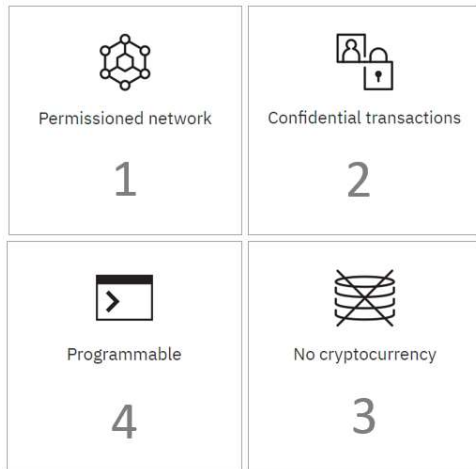 Permissioned network
1
Confidential transactions
2
Programmable
4
No cryptocurrency
3